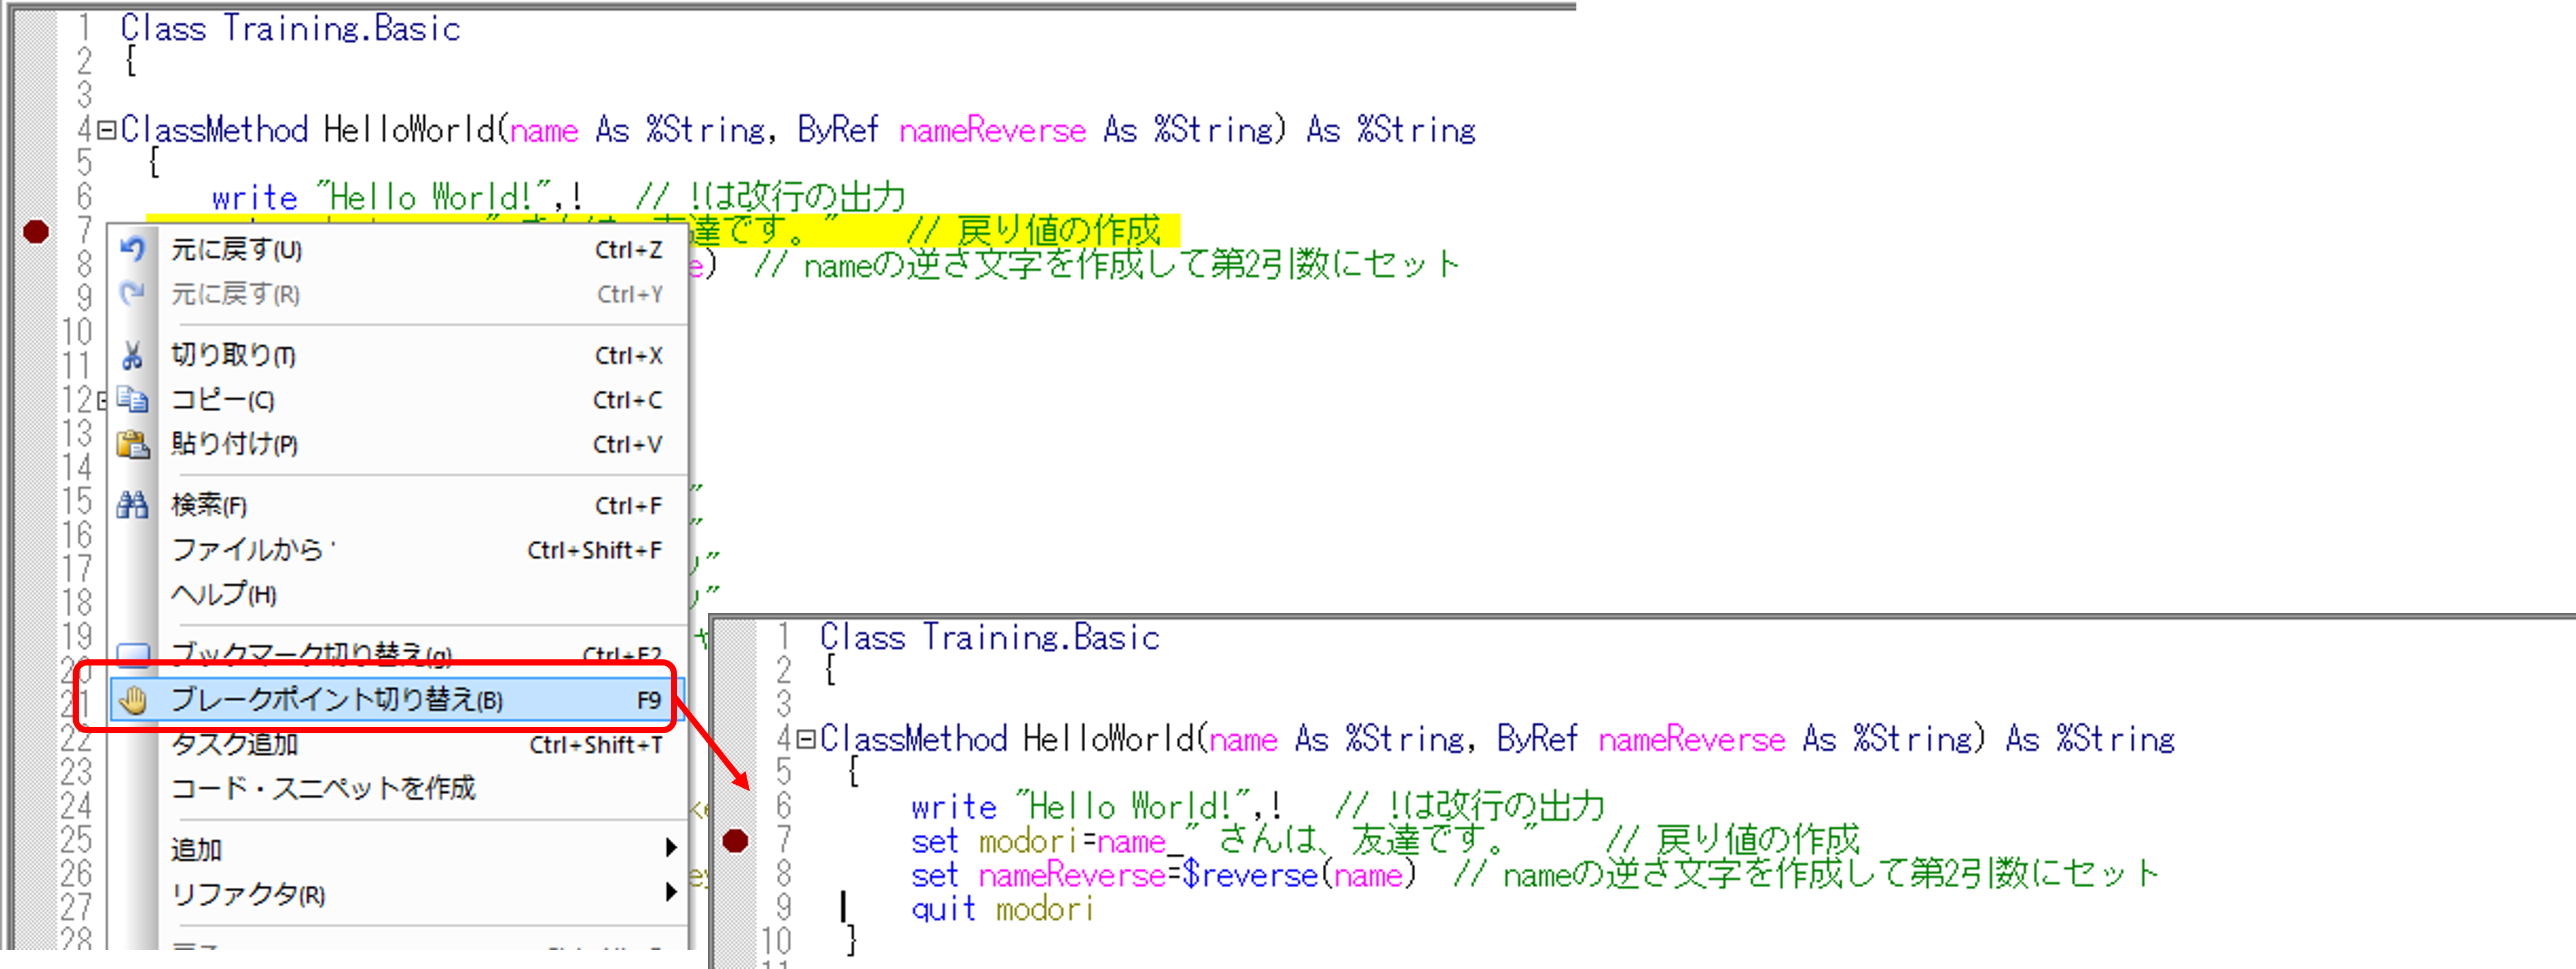 1 Class Training.Basic
2 {
3
4 ClassMethod HelloWorld(name As %String, ByRef nameReverse As %String) As %String
5 {
6 write "Hello World!",! // !は改行の出力
7 友達です。" // 戻り値の作成
8 e) // nameの逆さ文字を作成して第2引数にセット
9
10
11
12
13
14
15 "
16 "
17 "
18 "
19
20
21
22
23
24
25
26
27
28
元に戻す(U) Ctrl+Z
元に戻す(R) Ctrl+Y
切り取り(T) Ctrl+X
コピー(C) Ctrl+C
貼り付け(P) Ctrl+V
検索(F) Ctrl+F
ファイルから Ctrl+Shift+F
ヘルプ(H)
ブックマーク切り替え(g) Ctrl+F2
ブレークポイント切り替え(B) F9
タスク追加 Ctrl+Shift+T
コード・スニペットを作成
追加
リファクタ(R)
1 Class Training.Basic
2 {
3
4 ClassMethod HelloWorld(name As %String, ByRef nameReverse As %String) As %String
5 {
6 write "Hello World!",! // !は改行の出力
7 set modori=name_" さんは、友達です。" // 戻り値の作成
8 set nameReverse=$reverse(name) // nameの逆さ文字を作成して第2引数にセット
9 quit modori
10 }
11